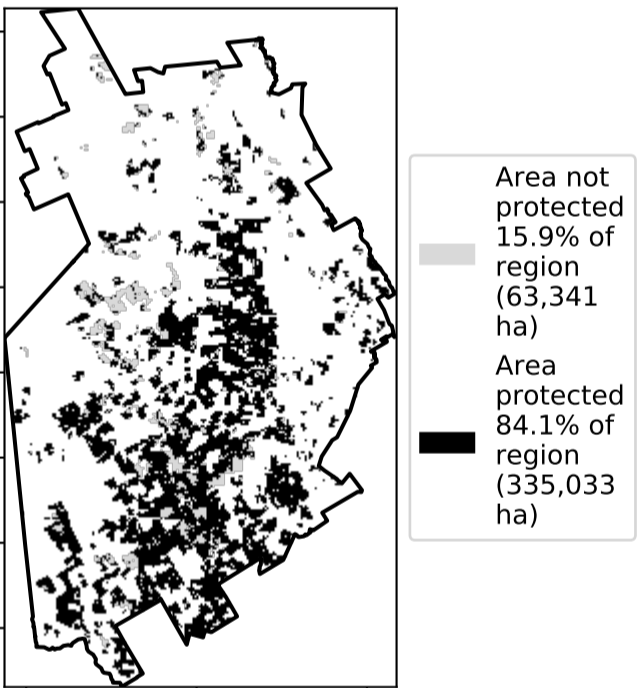 Area not
protected
15.9% of
region
(63,341
ha)
Area
protected
84.1% of
region
(335,033
ha)